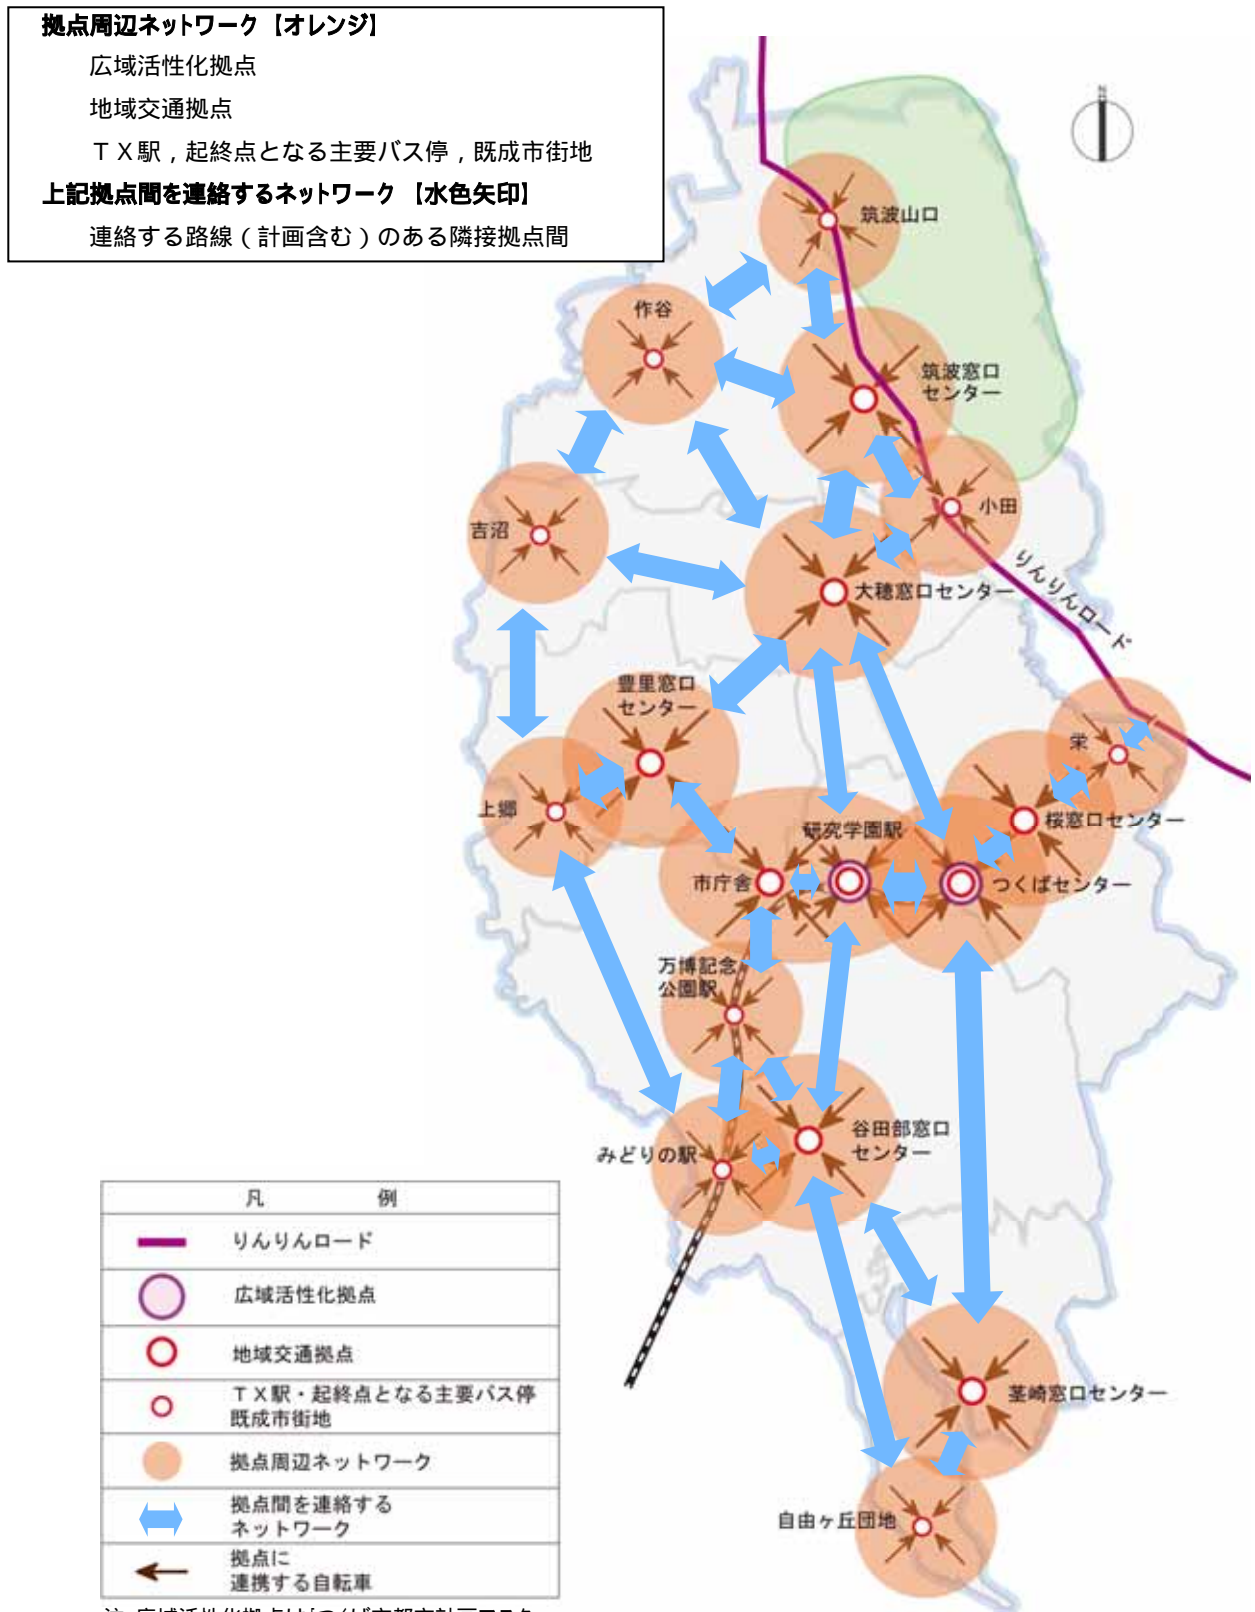 拠点周辺ネットワーク【オレンジ】
広域活性化拠点
地域交通拠点
ＴＸ駅，起終点となる主要バス停，既成市街地
上記拠点間を連絡するネットワーク【水色矢印】
連絡する路線（計画含む）のある隣接拠点間
筑波山口
作谷
筑波窓口
センター
小田
吉沼
大穂窓口センター
りんりんロード
豊里窓口
センター
栄
上郷
桜窓口センター
研究学園駅
市庁舎
つくばセンター
万博記念
公園駅
谷田部窓口
センター
みどりの駅
茎崎窓口センター
自由ヶ丘団地
凡 例
りんりんロード
広域活性化拠点
地域交通拠点
ＴＸ駅・起終点となる主要バス停
既成市街地
拠点周辺ネットワーク
拠点間を連絡する
ネットワーク
拠点に
連携する自転車